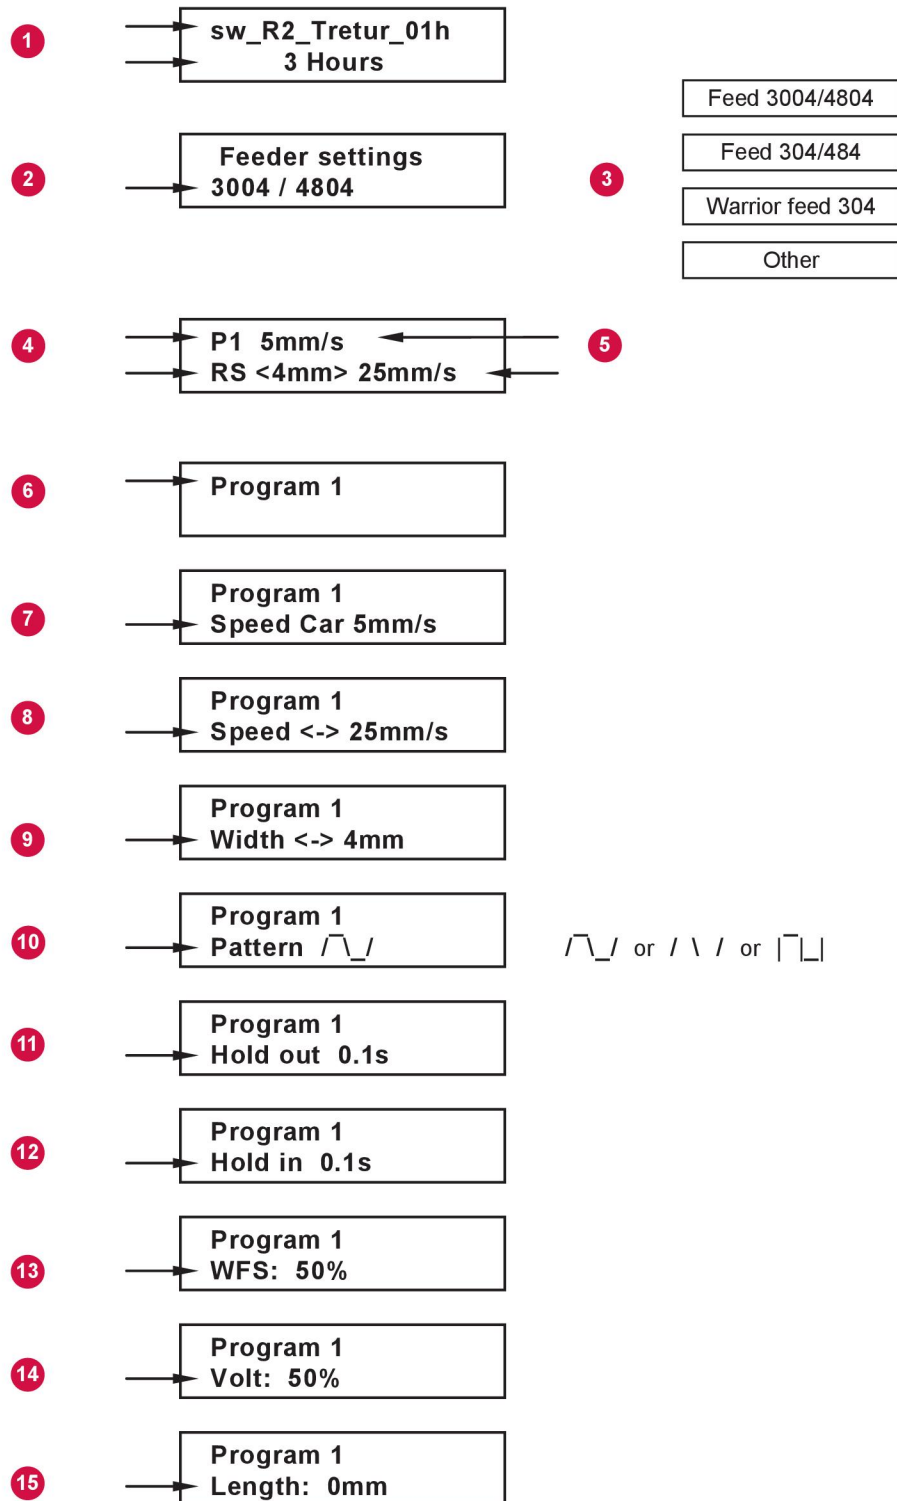 1
sw_R2_Tretur_01h
3 Hours
2
Feeder settings
3004 / 4804
3
Feed 3004/4804
Feed 304/484
Warrior feed 304
Other
4
P1 5mm/s
RS <4mm> 25mm/s
5
6
Program 1
7
Program 1
Speed Car 5mm/s
8
Program 1
Speed <-> 25mm/s
9
Program 1
Width <-> 4mm
10
Program 1
Pattern /‾\_/
/‾\_/ or / \ / or |‾|_|
11
Program 1
Hold out 0.1s
12
Program 1
Hold in 0.1s
13
Program 1
WFS: 50%
14
Program 1
Volt: 50%
15
Program 1
Length: 0mm